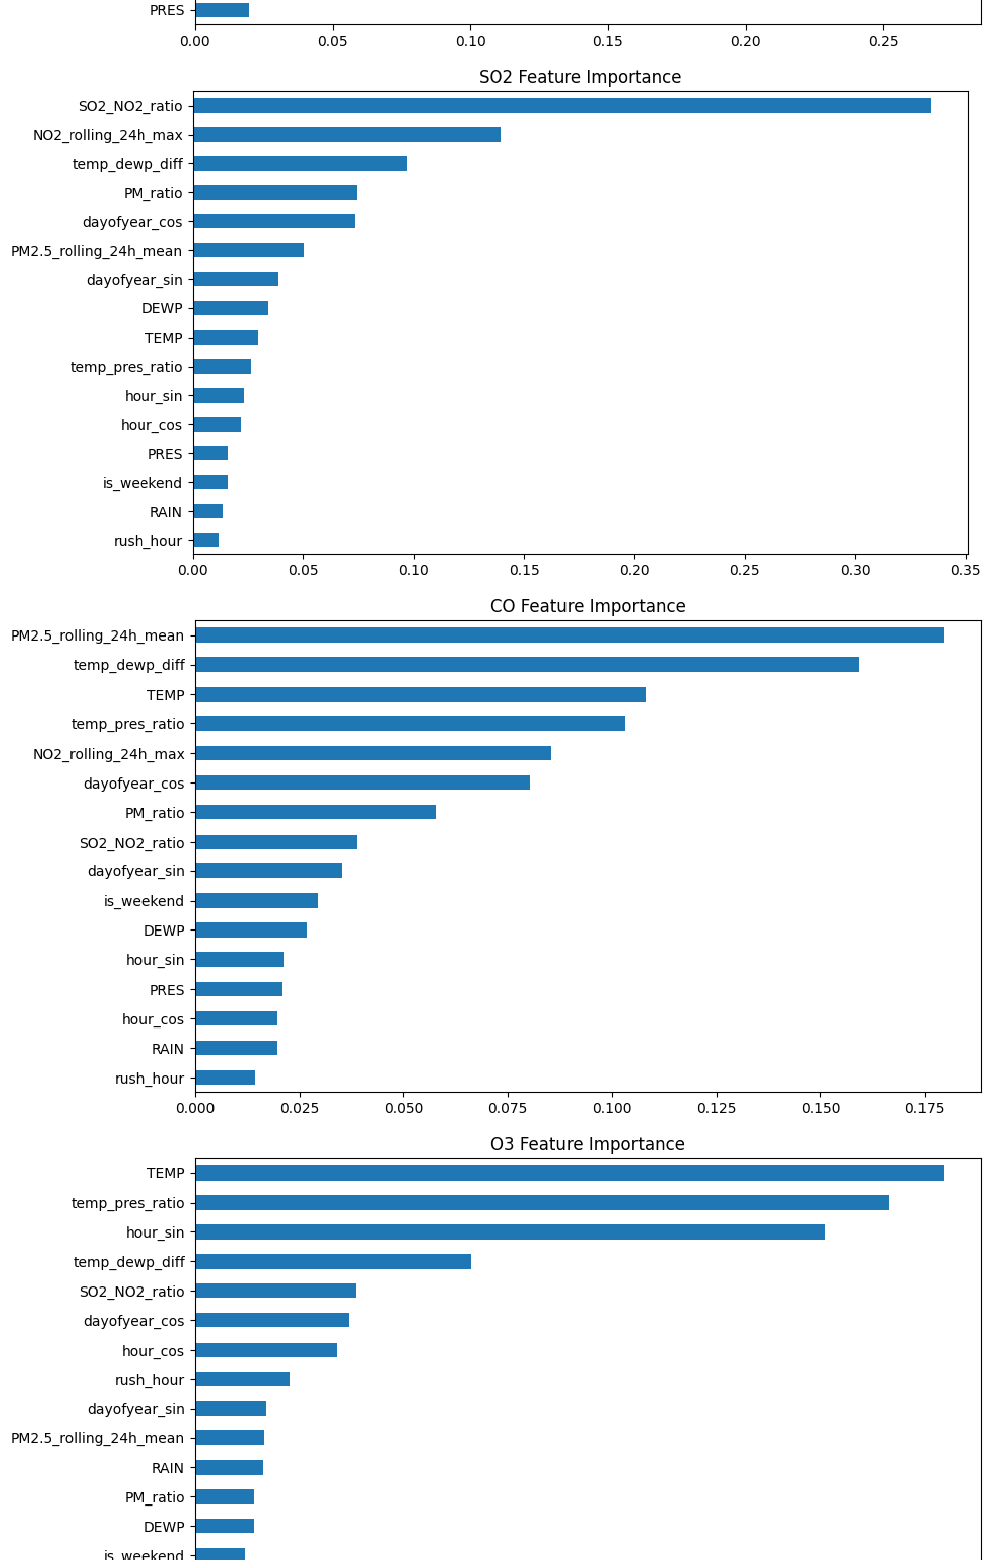 PRES
0.00 0.05 0.10 0.15 0.20 0.25
SO2 Feature Importance
SO2_NO2_ratio
NO2_rolling_24h_max
temp_dewp_diff
PM_ratio
dayofyear_cos
PM2.5_rolling_24h_mean
dayofyear_sin
DEWP
TEMP
temp_pres_ratio
hour_sin
hour_cos
PRES
is_weekend
RAIN
rush_hour
0.00 0.05 0.10 0.15 0.20 0.25 0.30 0.35
CO Feature Importance
PM2.5_rolling_24h_mean
temp_dewp_diff
TEMP
temp_pres_ratio
NO2_rolling_24h_max
dayofyear_cos
PM_ratio
SO2_NO2_ratio
dayofyear_sin
is_weekend
DEWP
hour_sin
PRES
hour_cos
RAIN
rush_hour
0.000 0.025 0.050 0.075 0.100 0.125 0.150 0.175
O3 Feature Importance
TEMP
temp_pres_ratio
hour_sin
temp_dewp_diff
SO2_NO2_ratio
dayofyear_cos
hour_cos
rush_hour
dayofyear_sin
PM2.5_rolling_24h_mean
RAIN
PM_ratio
DEWP
is_weekend